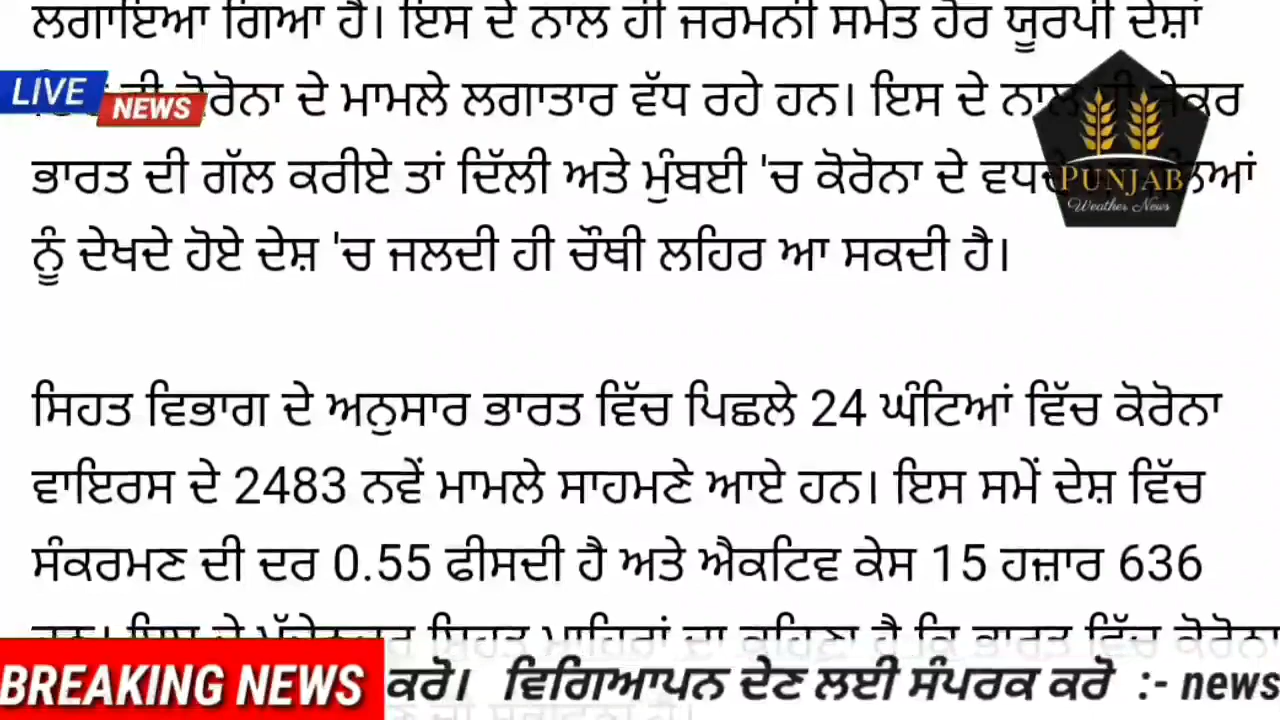 ਲਗਾਇਆ ਗਿਆ ਹੈ। ਇਸ ਦੇ ਨਾਲ ਹੀ ਜਰਮਨੀ ਸਮੇਤ ਹੋਰ ਯੂਰਪੀ ਦੇਸ਼ਾਂ
LIVE NEWS
ਦੇ ਮਾਮਲੇ ਲਗਾਤਾਰ ਵੱਧ ਰਹੇ ਹਨ। ਇਸ ਦੇ ਨਾਲ
ਭਾਰਤ ਦੀ ਗੱਲ ਕਰੀਏ ਤਾਂ ਦਿੱਲੀ ਅਤੇ ਮੁੰਬਈ 'ਚ ਕੋਰੋਨਾ ਦੇ
PUNJAB
Weather News
ਨੂੰ ਦੇਖਦੇ ਹੋਏ ਦੇਸ਼ 'ਚ ਜਲਦੀ ਹੀ ਚੌਥੀ ਲਹਿਰ ਆ ਸਕਦੀ ਹੈ।
ਸਿਹਤ ਵਿਭਾਗ ਦੇ ਅਨੁਸਾਰ ਭਾਰਤ ਵਿੱਚ ਪਿਛਲੇ 24 ਘੰਟਿਆਂ ਵਿੱਚ ਕੋਰੋਨਾ
ਵਾਇਰਸ ਦੇ 2483 ਨਵੇਂ ਮਾਮਲੇ ਸਾਹਮਣੇ ਆਏ ਹਨ। ਇਸ ਸਮੇਂ ਦੇਸ਼ ਵਿੱਚ
ਸੰਕਰਮਣ ਦੀ ਦਰ 0.55 ਫੀਸਦੀ ਹੈ ਅਤੇ ਐਕਟਿਵ ਕੇਸ 15 ਹਜ਼ਾਰ 636
BREAKING NEWS ਕਰੋ। ਵਿਗਿਆਪਨ ਦੇਣ ਲਈ ਸੰਪਰਕ ਕਰੋ :- news